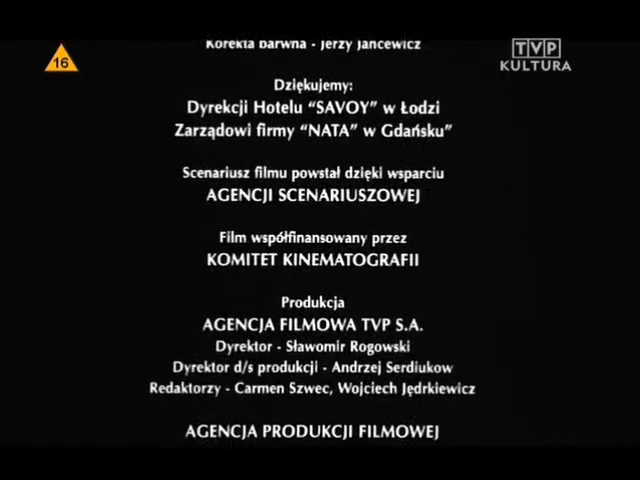 Korekta barwna - Jerzy Jancewicz
16
TVP
KULTURA
Dziękujemy:
Dyrekcji Hotelu “SAVOY” w Łodzi
Zarządowi firmy “NATA” w Gdańsku”
Scenariusz filmu powstał dzięki wsparciu
AGENCJI SCENARIUSZOWEJ
Film współfinansowany przez
KOMITET KINEMATOGRAFII
Produkcja
AGENCJA FILMOWA TVP S.A.
Dyrektor - Sławomir Rogowski
Dyrektor d/s produkcji - Andrzej Serdiukow
Redaktorzy - Carmen Szwec, Wojciech Jędrkiewicz
AGENCJA PRODUKCJI FILMOWEJ